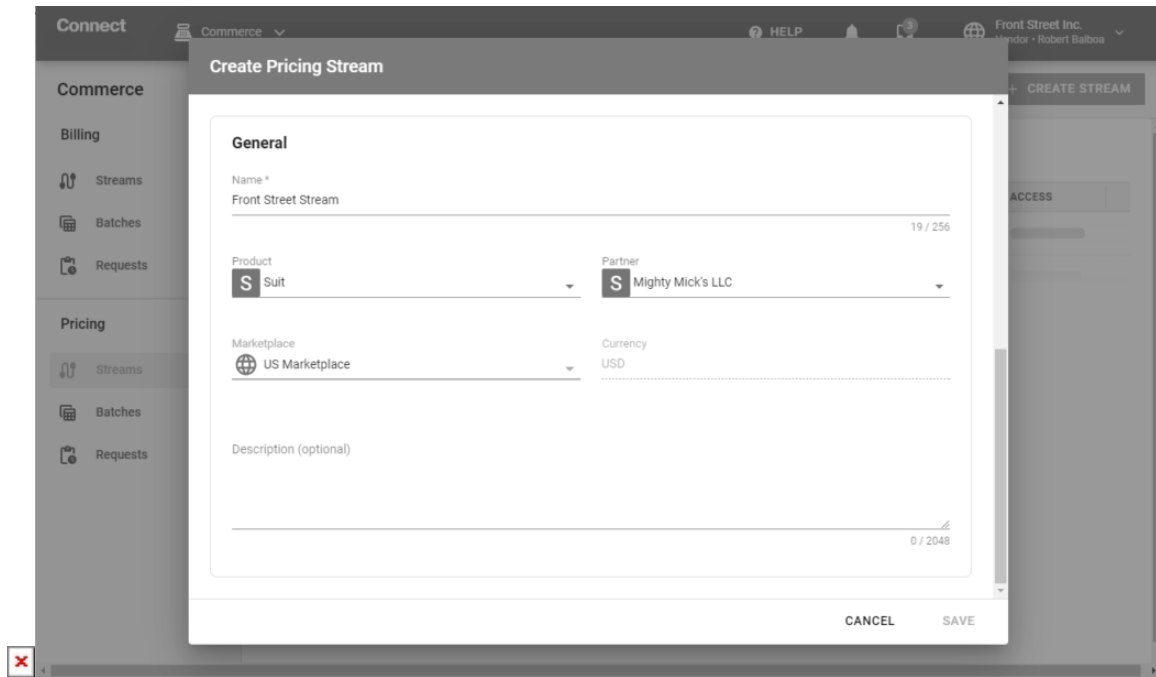 Connect
Commerce
HELP
3
Front Street Inc.
Vendor • Robert Balboa
Create Pricing Stream
Commerce
+ CREATE STREAM
Billing
General
Name *
Streams
Front Street Stream
ACCESS
Batches
19 / 256
Requests
Product
Partner
S Suit
S Mighty Mick's LLC
Pricing
Marketplace
Currency
US Marketplace
USD
Streams
Batches
Description (optional)
Requests
0 / 2048
CANCEL
SAVE